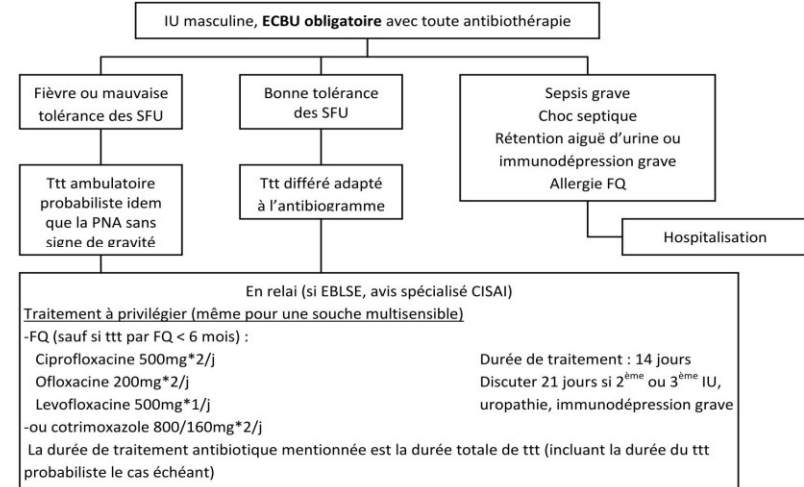 IU masculine, ECBU obligatoire avec toute antibiothérapie
Fièvre ou mauvaise
tolérance des SFU
Bonne tolérance
des SFU
Sepsis grave
Choc septique
Rétention aiguë d’urine ou
immunodépression grave
Allergie FQ
Ttt ambulatoire
probabiliste idem
que la PNA sans
signe de gravité
Ttt différé adapté
à l’antibiogramme
Hospitalisation
En relai (si EBLSE, avis spécialisé CISAI)
Traitement à privilégier (même pour une souche multisensible)
-FQ (sauf si ttt par FQ < 6 mois) :
Ciprofloxacine 500mg*2/j
Ofloxacine 200mg*2/j
Levofloxacine 500mg*1/j
-ou cotrimoxazole 800/160mg*2/j
Durée de traitement : 14 jours
Discuter 21 jours si 2ème ou 3ème IU,
uropathie, immunodépression grave
La durée de traitement antibiotique mentionnée est la durée totale de ttt (incluant la durée du ttt
probabiliste le cas échéant)